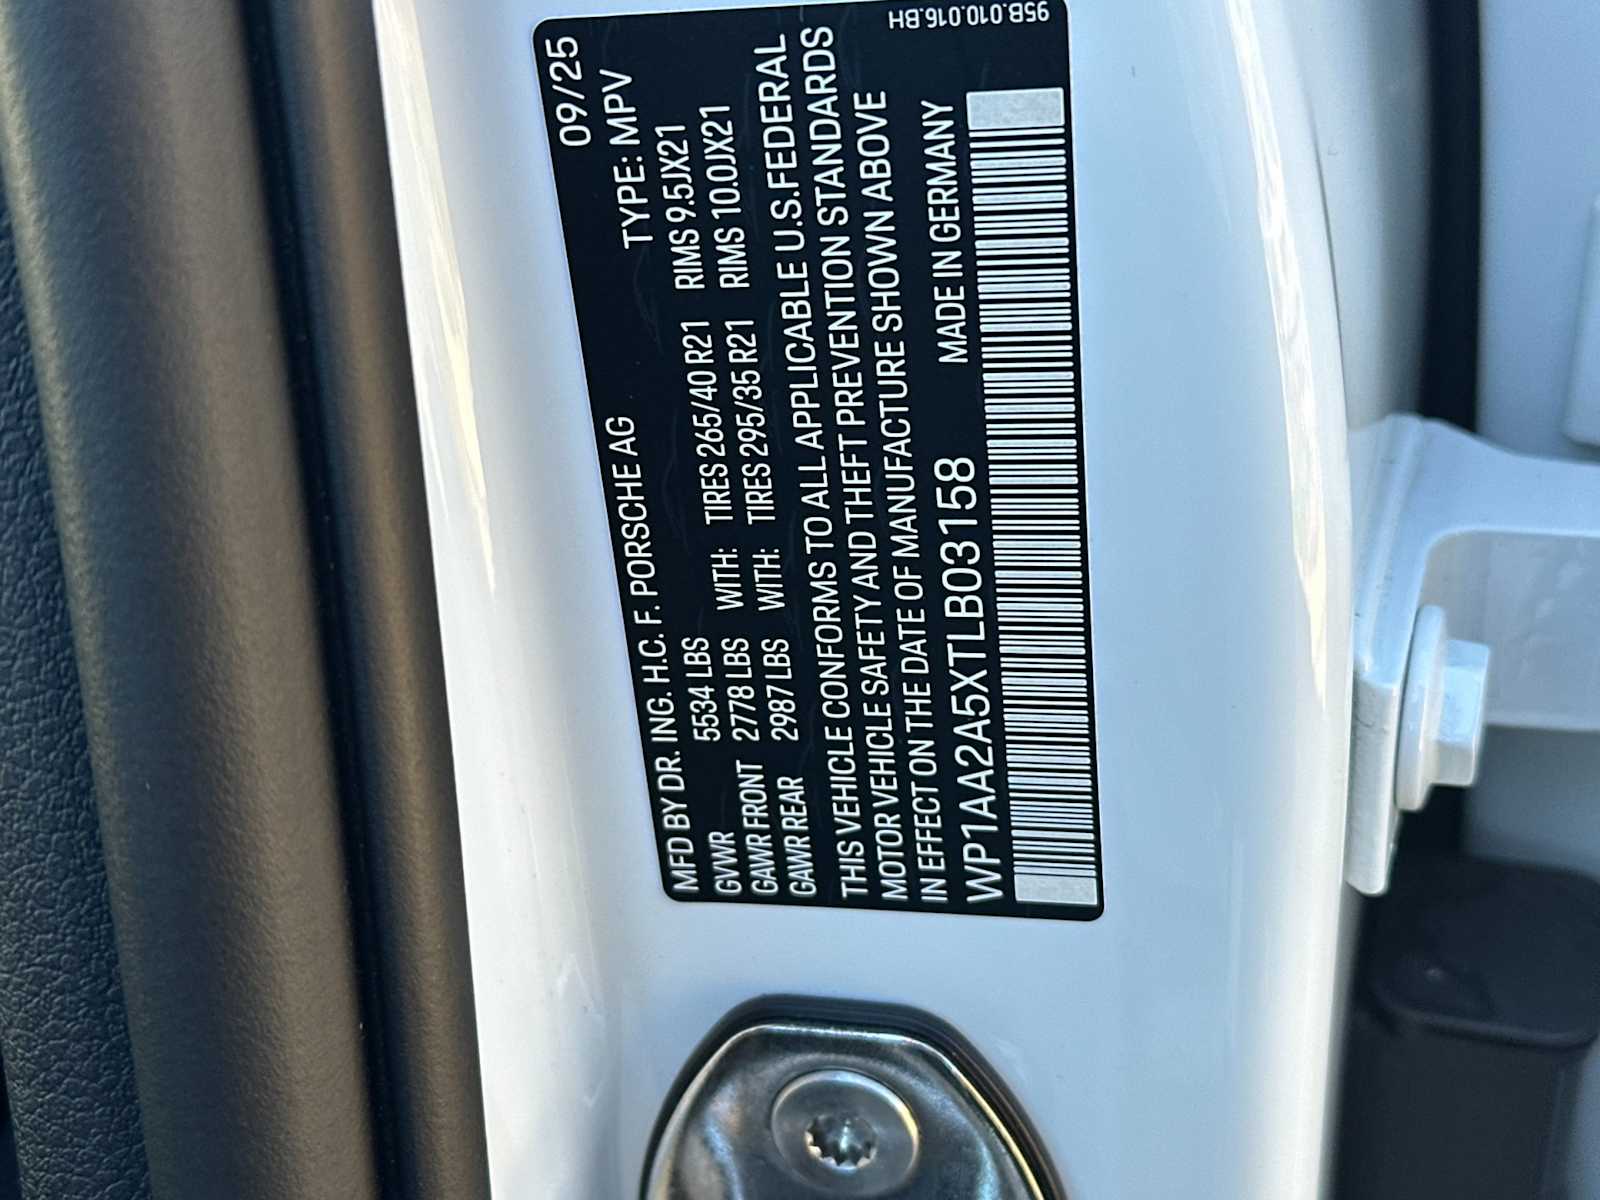 09/25
MFD BY DR. ING. H.C. F. PORSCHE AG TYPE: MPV
GVWR 5534 LBS WITH: TIRES 265/40 R21 RIMS 9.5JX21
GAWR FRONT 2778 LBS WITH: TIRES 295/35 R21 RIMS 10.0JX21
GAWR REAR 2987 LBS
THIS VEHICLE CONFORMS TO ALL APPLICABLE U.S.FEDERAL
MOTOR VEHICLE SAFETY AND THEFT PREVENTION STANDARDS
IN EFFECT ON THE DATE OF MANUFACTURE SHOWN ABOVE
WP1AA2A5XTLB03158 MADE IN GERMANY
95B.010.016.BH